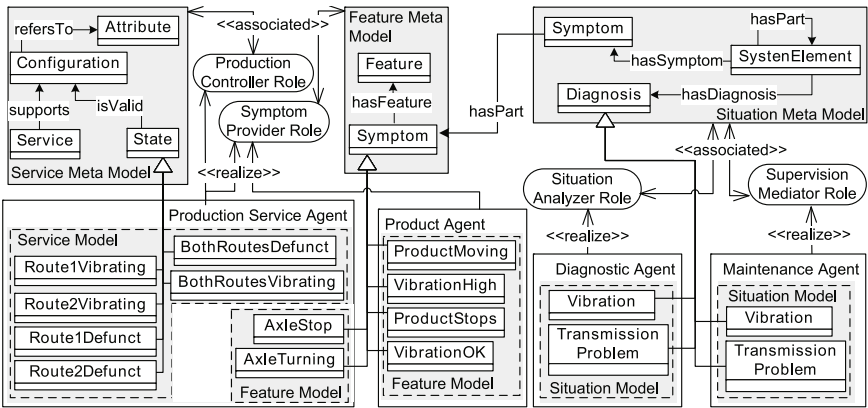 refersTo
Attribute
Configuration
supports
isValid
Service
State
Service Meta Model
<<associated>>
Production
Controller Role
Symptom
Provider Role
<<realize>>
Feature Meta
Model
Feature
hasFeature
Symptom
hasPart
Symptom
hasPart
SystenElement
hasSymptom
Diagnosis
hasDiagnosis
Situation Meta Model
<<associated>>
Situation
Analyzer Role
Supervision
Mediator Role
<<realize>>
<<realize>>
Production Service Agent
Service Model
Route1Vibrating
Route2Vibrating
Route1Defunct
Route2Defunct
BothRoutesDefunct
BothRoutesVibrating
AxleStop
AxleTurning
Feature Model
Product Agent
ProductMoving
VibrationHigh
ProductStops
VibrationOK
Feature Model
Diagnostic Agent
Vibration
Transmission
Problem
Situation Model
Maintenance Agent
Situation Model
Vibration
Transmission
Problem